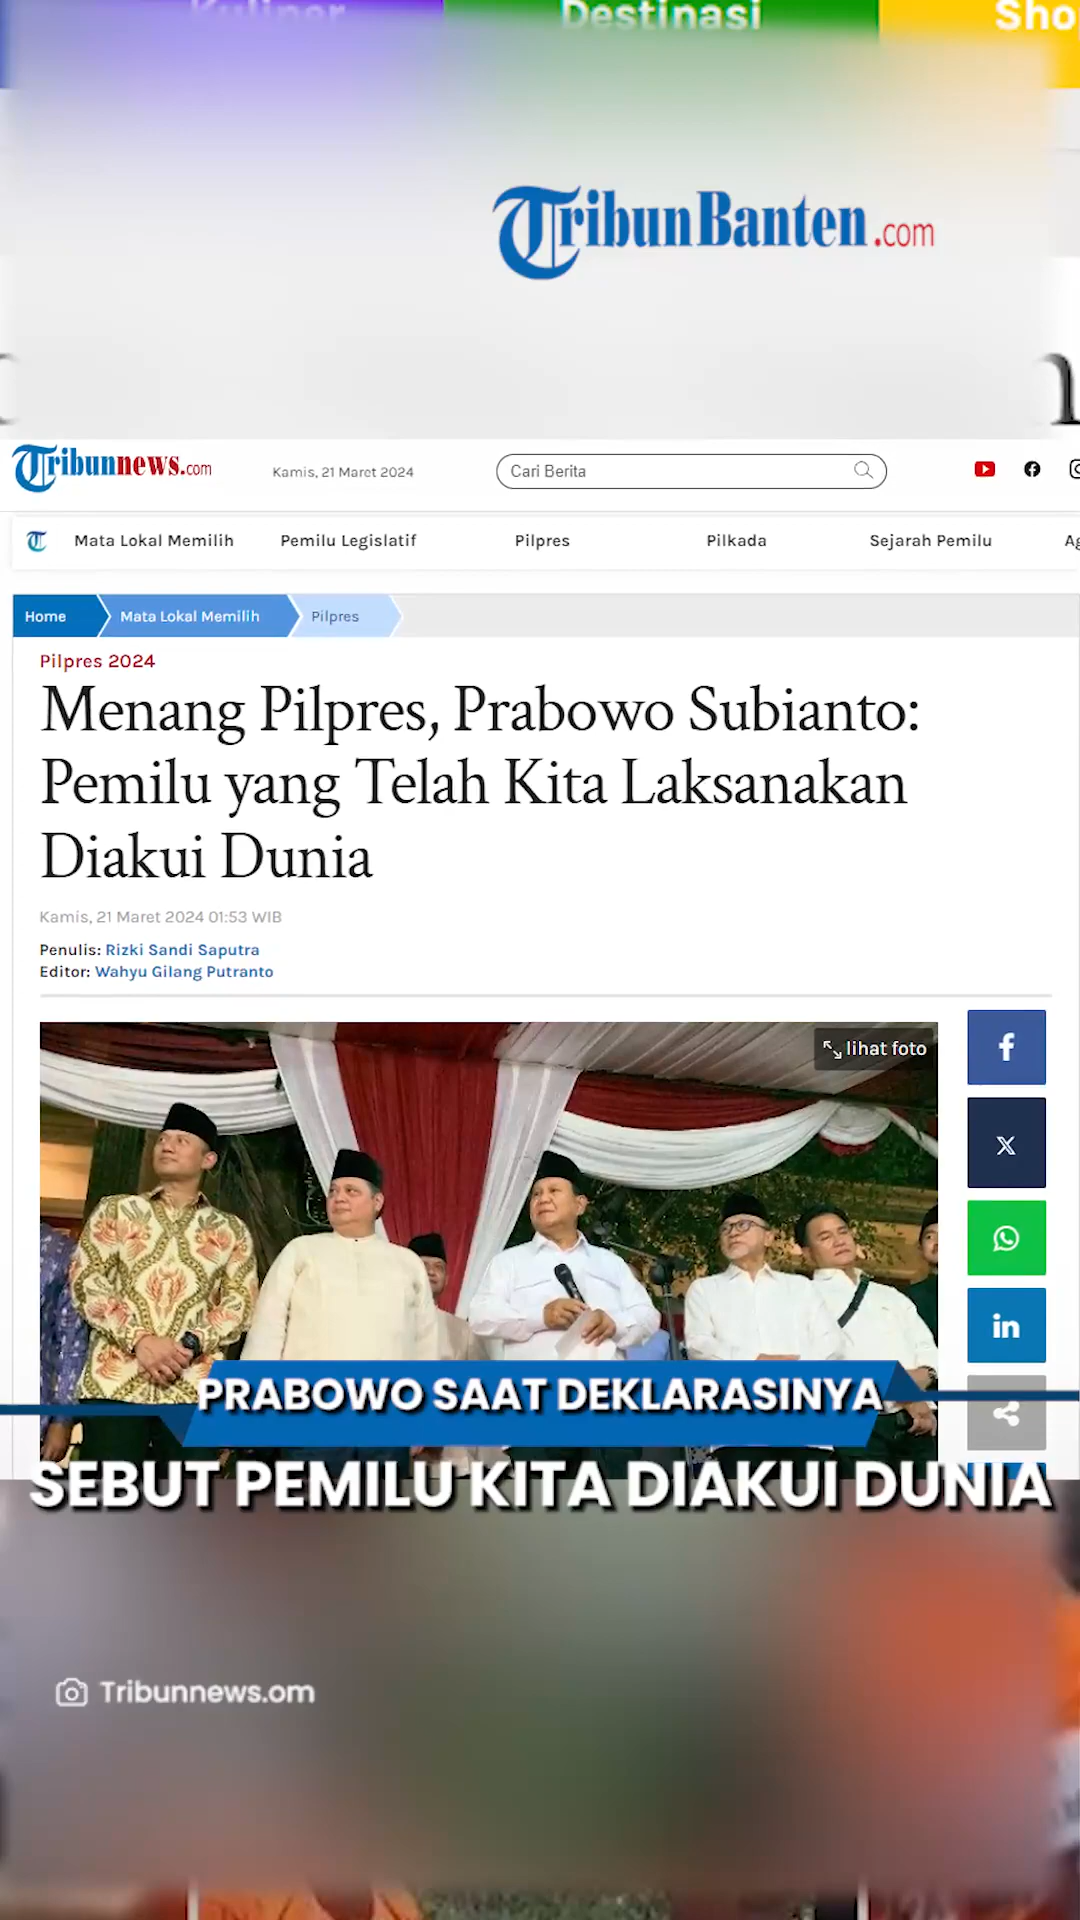 Kuliner Destinasi
TribunBanten.com
Tribunnews.com Kamis, 21 Maret 2024 Cari Berita
Mata Lokal Memilih Pemilu Legislatif Pilpres Pilkada Sejarah Pemilu
Home Mata Lokal Memilih Pilpres
Pilpres 2024
Menang Pilpres, Prabowo Subianto:
Pemilu yang Telah Kita Laksanakan
Diakui Dunia
Kamis, 21 Maret 2024 01:53 WIB
Penulis: Rizki Sandi Saputra
Editor: Wahyu Gilang Putranto
lihat foto
PRABOWO SAAT DEKLARASINYA
SEBUT PEMILU KITA DIAKUI DUNIA
Tribunnews.om